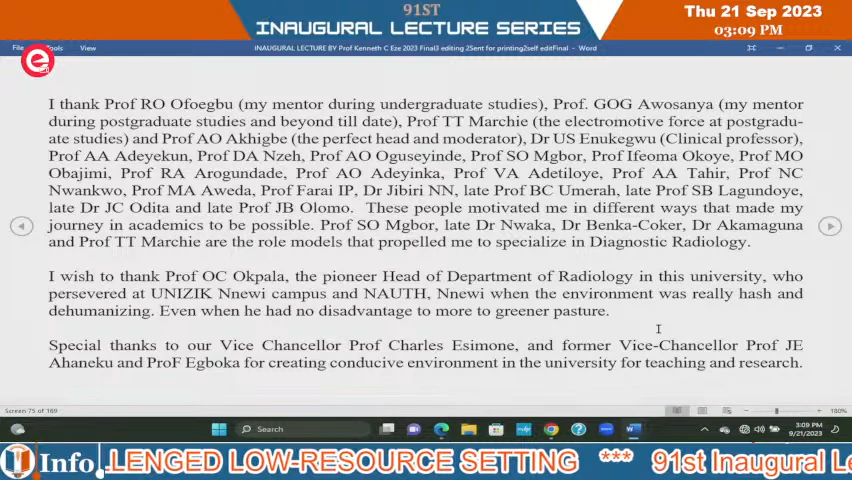 91ST
INAUGURAL LECTURE SERIES
Thu 21 Sep 2023
03:09 PM
File Tools View
INAUGURAL LECTURE BY Prof Kenneth C Eze 2023 Final3 editing 2Sent for printing2self editFinal - Word
I thank Prof RO Ofoegbu (my mentor during undergraduate studies), Prof. GOG Awosanya (my mentor
during postgraduate studies and beyond till date), Prof TT Marchie (the electromotive force at postgradu-
ate studies) and Prof AO Akhigbe (the perfect head and moderator), Dr US Enukegwu (Clinical professor),
Prof AA Adeyekun, Prof DA Nzeh, Prof AO Oguseyinde, Prof SO Mgbor, Prof Ifeoma Okoye, Prof MO
Obajimi, Prof RA Arogundade, Prof AO Adeyinka, Prof VA Adetiloye, Prof AA Tahir, Prof NC
Nwankwo, Prof MA Aweda, Prof Farai IP, Dr Jibiri NN, late Prof BC Umerah, late Prof SB Lagundoye,
late Dr JC Odita and late Prof JB Olomo. These people motivated me in different ways that made my
journey in academics to be possible. Prof SO Mgbor, late Dr Nwaka, Dr Benka-Coker, Dr Akamaguna
and Prof TT Marchie are the role models that propelled me to specialize in Diagnostic Radiology.
I wish to thank Prof OC Okpala, the pioneer Head of Department of Radiology in this university, who
persevered at UNIZIK Nnewi campus and NAUTH, Nnewi when the environment was really hash and
dehumanizing. Even when he had no disadvantage to more to greener pasture.
Special thanks to our Vice Chancellor Prof Charles Esimone, and former Vice-Chancellor Prof JE
Ahaneku and ProF Egboka for creating conducive environment in the university for teaching and research.
Screen 75 of 169
180%
Search
3:09 PM
9/21/2023
Info
LENGED LOW-RESOURCE SETTING *** 91st Inaugural Le